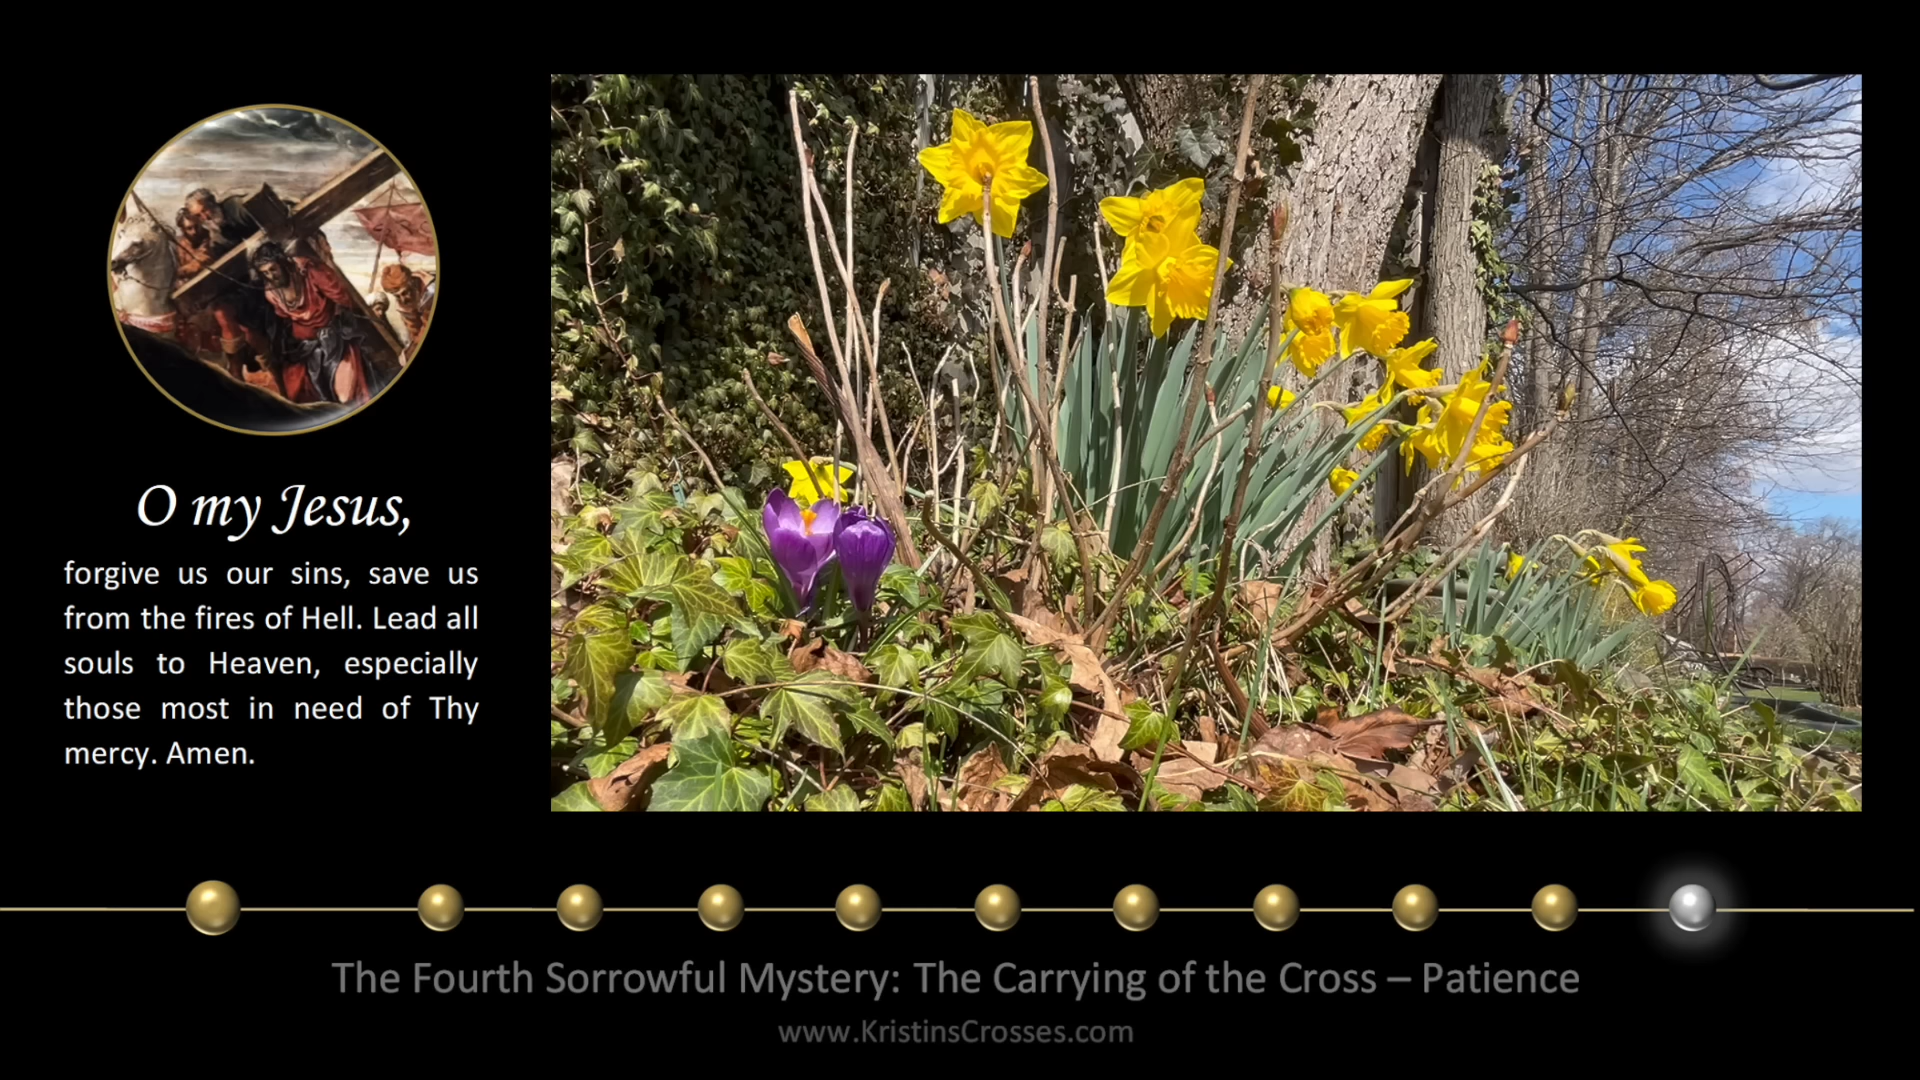 O my Jesus,
forgive us our sins, save us
from the fires of Hell. Lead all
souls to Heaven, especially
those most in need of Thy
mercy. Amen.
The Fourth Sorrowful Mystery: The Carrying of the Cross – Patience
www.KristinsCrosses.com